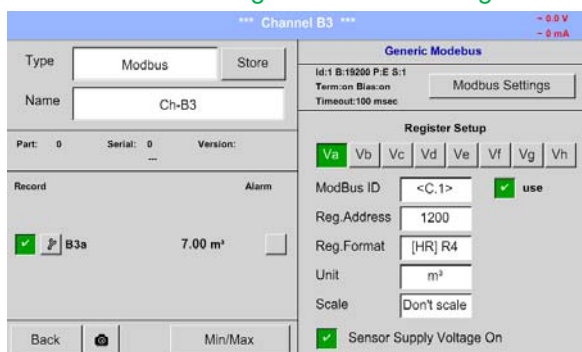 *** Channel B3 ***
~ 0.0 V
~ 0 mA
Type
Modbus
Store
Name
Ch-B3
Part: 0 Serial: 0 Version:
---
Record
Alarm
B3a
7.00 m³
Back
Min/Max
Generic Modebus
Id:1 B:19200 P:E S:1
Term:on Bias:on
Timeout:100 msec
Modbus Settings
Register Setup
Va Vb Vc Vd Ve Vf Vg Vh
ModBus ID <C.1> use
Reg.Address 1200
Reg.Format [HR] R4
Unit m³
Scale Don't scale
Sensor Supply Voltage On